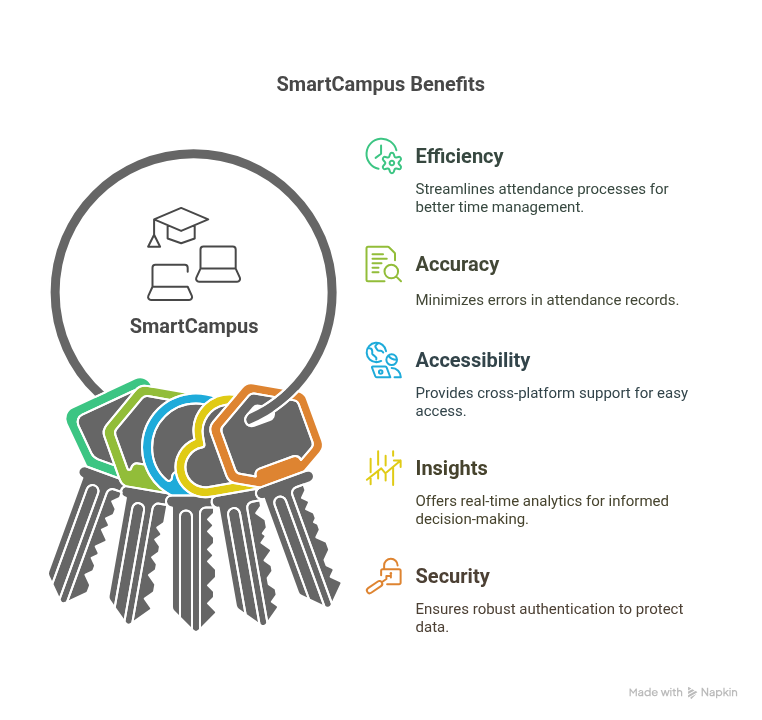 SmartCampus Benefits
SmartCampus
Efficiency
Streamlines attendance processes for
better time management.
Accuracy
Minimizes errors in attendance records.
Accessibility
Provides cross-platform support for easy
access.
Insights
Offers real-time analytics for informed
decision-making.
Security
Ensures robust authentication to protect
data.
Made with Napkin